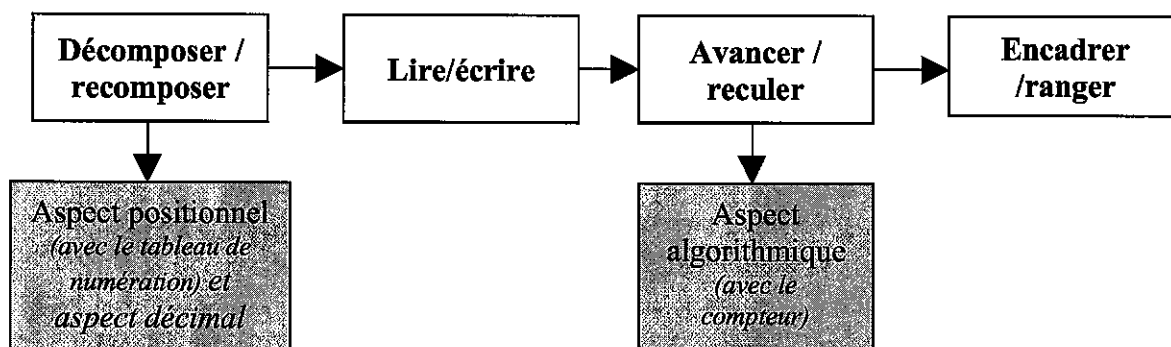 Décomposer /
recomposer
Lire/écrire
Avancer /
reculer
Encadrer
/ranger
Aspect positionnel
(avec le tableau de
numération) et
aspect décimal
Aspect
algorithmique
(avec le
compteur)